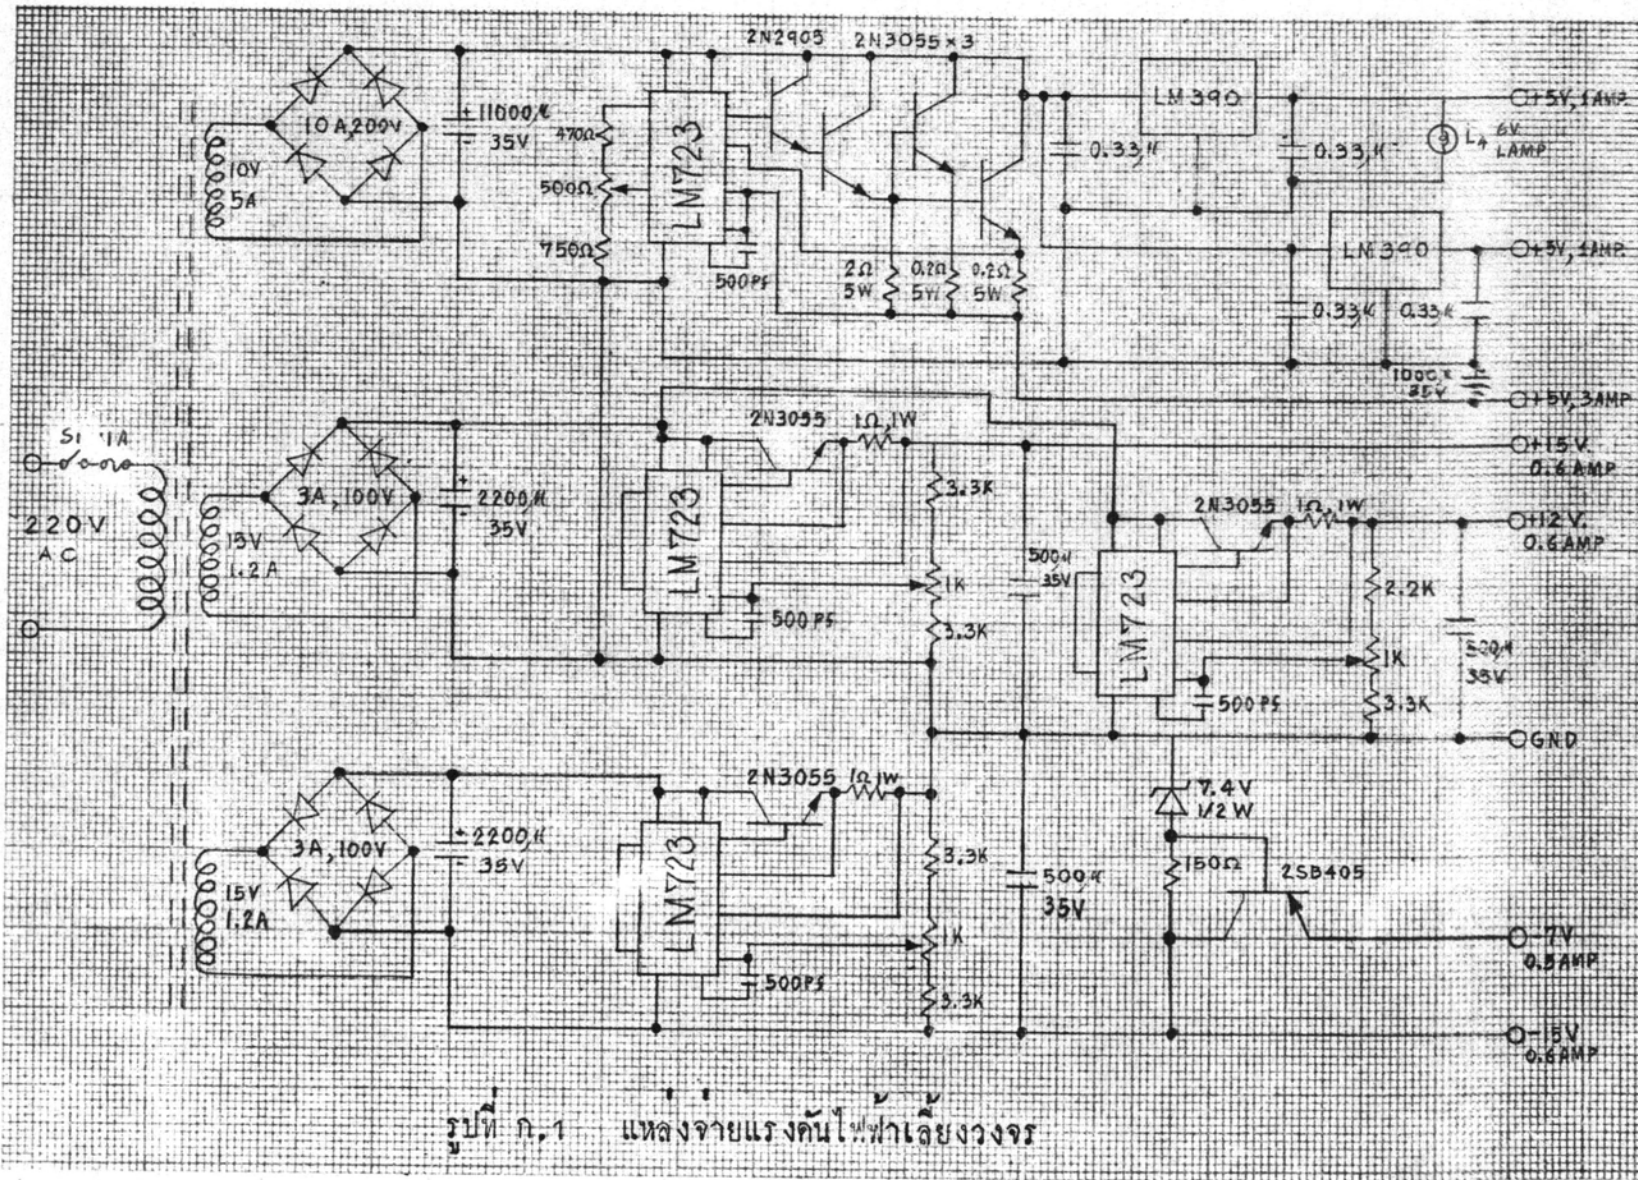 2N2905 2N3055 × 3
10A,200V
+ 11000µ
- 35V
10V
5A
470Ω
500Ω
750Ω
LM723
500PF
2Ω
5W
0.2Ω
5W
0.2Ω
5W
LM390
0.33µ
0.33µ
L4 6V
LAMP
+5V, 1AMP.
LM390
0.33µ
0.33µ
+5V, 1AMP.
35V
+5V, 3AMP
220V
AC
3A, 100V
+ 2200µ
- 35V
15V
1.2A
LM723
2N3055 1Ω,1W
3.3K
1K
3.3K
500PF
500µ
35V
+15V.
0.6AMP
LM723
2N3055 1Ω,1W
2.2K
1K
3.3K
500PF
500µ
35V
+12V.
0.6AMP
GND
3A, 100V
+ 2200µ
- 35V
15V
1.2A
LM723
2N3055 1Ω 1W
3.3K
1K
3.3K
500PF
500µ
35V
7.4V
1/2W
150Ω
2SB405
-7V
0.5AMP
-15V
0.6AMP
รูปที่ ก.1 แหล่งจ่ายแรงดันไฟฟ้าเลี้ยงวงจร